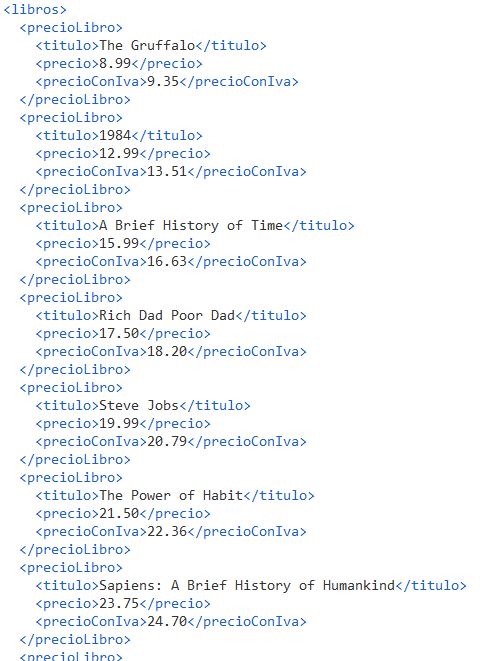 <libros>
<precioLibro>
<titulo>The Gruffalo</titulo>
<precio>8.99</precio>
<precioConIva>9.35</precioConIva>
</precioLibro>
<precioLibro>
<titulo>1984</titulo>
<precio>12.99</precio>
<precioConIva>13.51</precioConIva>
</precioLibro>
<precioLibro>
<titulo>A Brief History of Time</titulo>
<precio>15.99</precio>
<precioConIva>16.63</precioConIva>
</precioLibro>
<precioLibro>
<titulo>Rich Dad Poor Dad</titulo>
<precio>17.50</precio>
<precioConIva>18.20</precioConIva>
</precioLibro>
<precioLibro>
<titulo>Steve Jobs</titulo>
<precio>19.99</precio>
<precioConIva>20.79</precioConIva>
</precioLibro>
<precioLibro>
<titulo>The Power of Habit</titulo>
<precio>21.50</precio>
<precioConIva>22.36</precioConIva>
</precioLibro>
<precioLibro>
<titulo>Sapiens: A Brief History of Humankind</titulo>
<precio>23.75</precio>
<precioConIva>24.70</precioConIva>
</precioLibro>
<precioLibro>